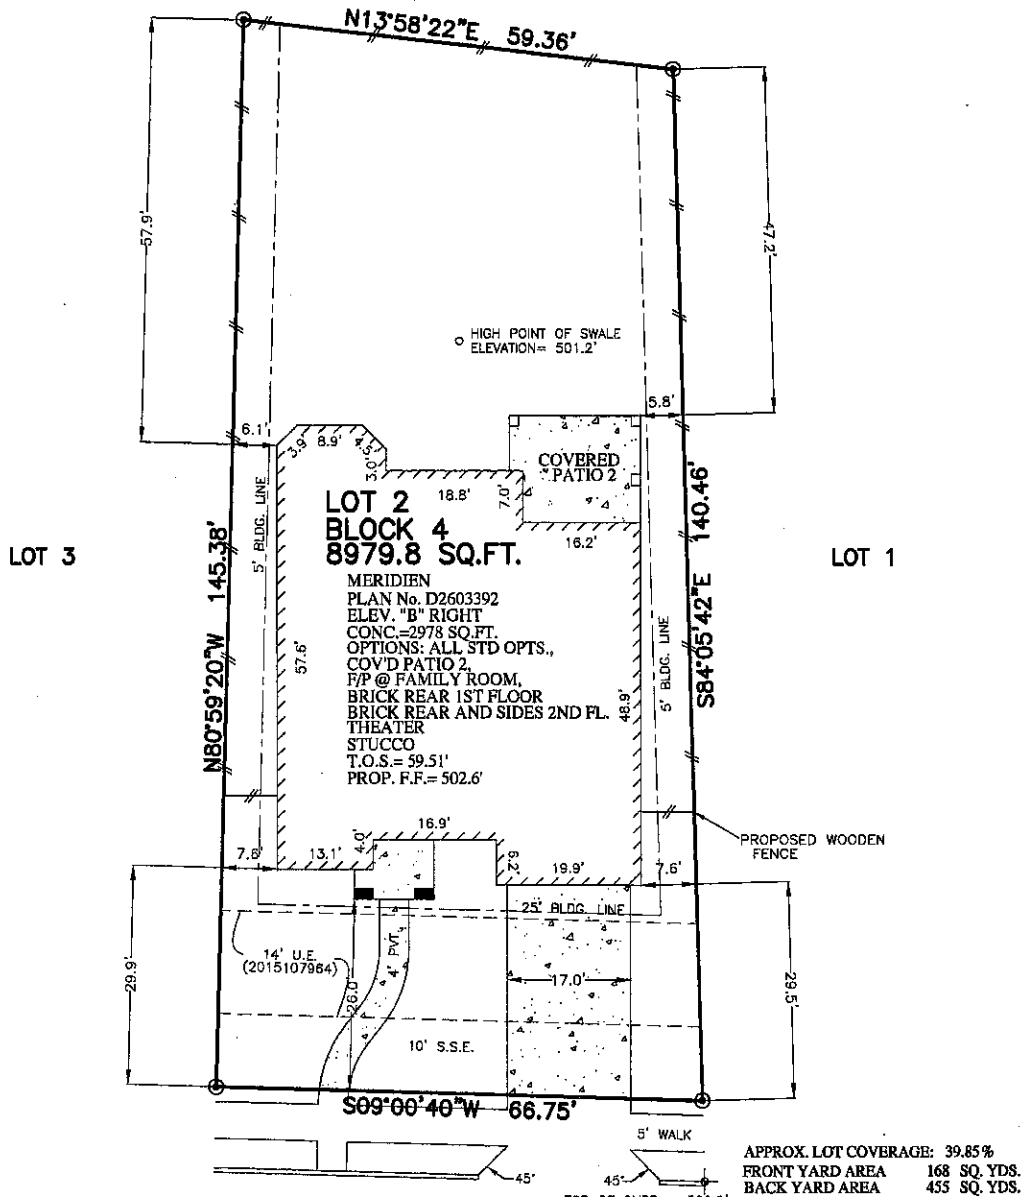 N13°58'22"E 59.36'
57.9'
47.2'
HIGH POINT OF SWALE
ELEVATION= 501.2'
5.8'
6.1'
3.9'
8.9'
4.5'
3.0'
18.8'
7.0'
COVERED
PATIO 2
16.2'
LOT 3
LOT 1
N80°59'20"W 145.38'
S84°05'42"E 140.46'
5' BLDG. LINE
5' BLDG. LINE
LOT 2
BLOCK 4
8979.8 SQ.FT.
MERIDIEN
PLAN No. D2603392
ELEV. "B" RIGHT
CONC.=2978 SQ.FT.
OPTIONS: ALL STD OPTS.,
COV'D PATIO 2,
F/P @ FAMILY ROOM,
BRICK REAR 1ST FLOOR
BRICK REAR AND SIDES 2ND FL.
THEATER
STUCCO
T.O.S.= 59.51'
PROP. F.F.= 502.6'
57.6'
48.9'
16.9'
4.0'
13.1'
6.2'
19.9'
7.6'
7.6'
PROPOSED WOODEN
FENCE
25' BLDG. LINE
14' U.E.
(2015107964)
4' PVT.
26.0'
17.0'
29.9'
29.5'
10' S.S.E.
S09°00'40"W 66.75'
5' WALK
45°
45°
APPROX. LOT COVERAGE: 39.85%
FRONT YARD AREA 168 SQ. YDS.
BACK YARD AREA 455 SQ. YDS.